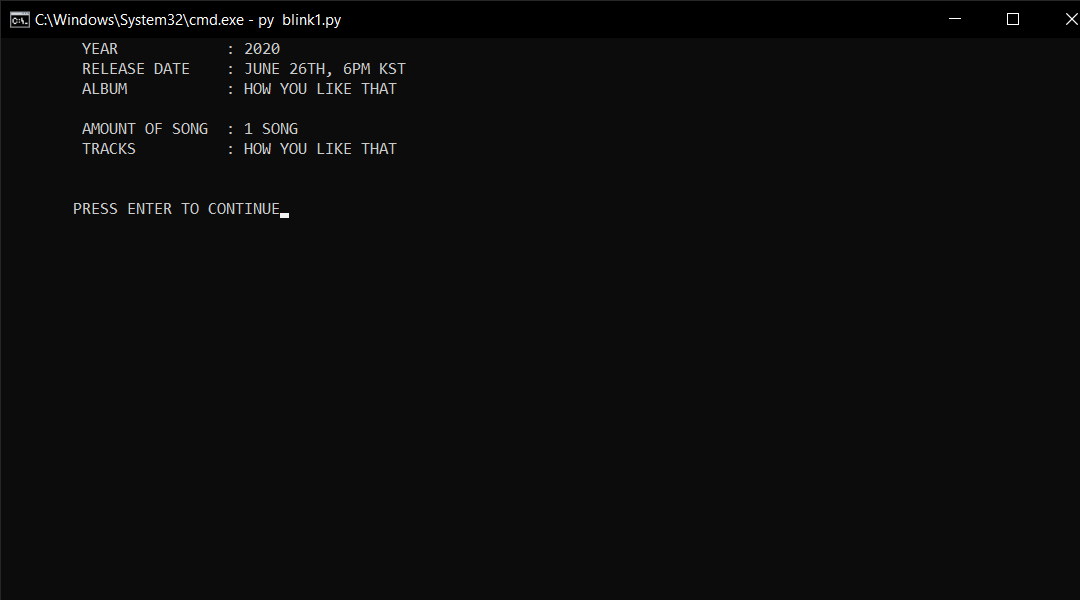 C:\Windows\System32\cmd.exe - py  blink1.py
YEAR            : 2020
RELEASE DATE    : JUNE 26TH, 6PM KST
ALBUM           : HOW YOU LIKE THAT
AMOUNT OF SONG  : 1 SONG
TRACKS          : HOW YOU LIKE THAT
PRESS ENTER TO CONTINUE